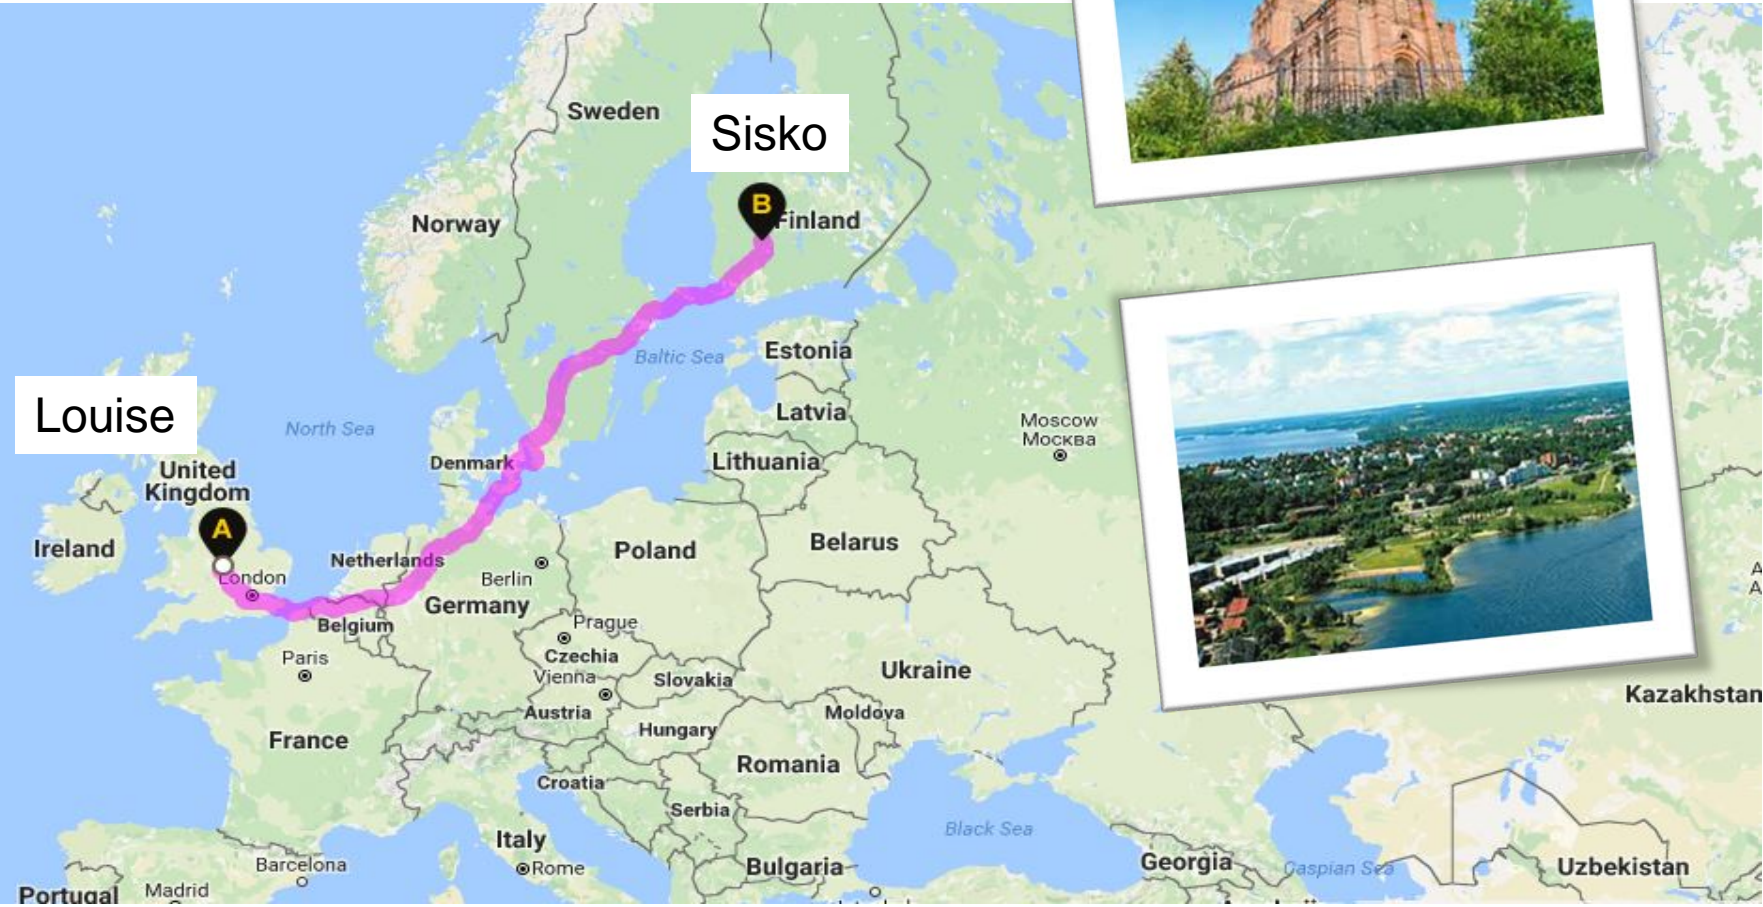 Sweden
Sisko
B
Finland
Norway
Estonia
Baltic Sea
Louise
Latvia
Moscow
Москва
North Sea
Denmark
Lithuania
United
Kingdom
A
Ireland
Netherlands
Belarus
Poland
London
Berlin
Germany
Belgium
Prague
Paris
Czechia
Vienna
Slovakia
Ukraine
Kazakhstan
Austria
Moldova
Hungary
France
Romania
Croatia
Serbia
Black Sea
Italy
Barcelona
Rome
Bulgaria
Georgia
Caspian Sea
Uzbekistan
Portugal
Madrid